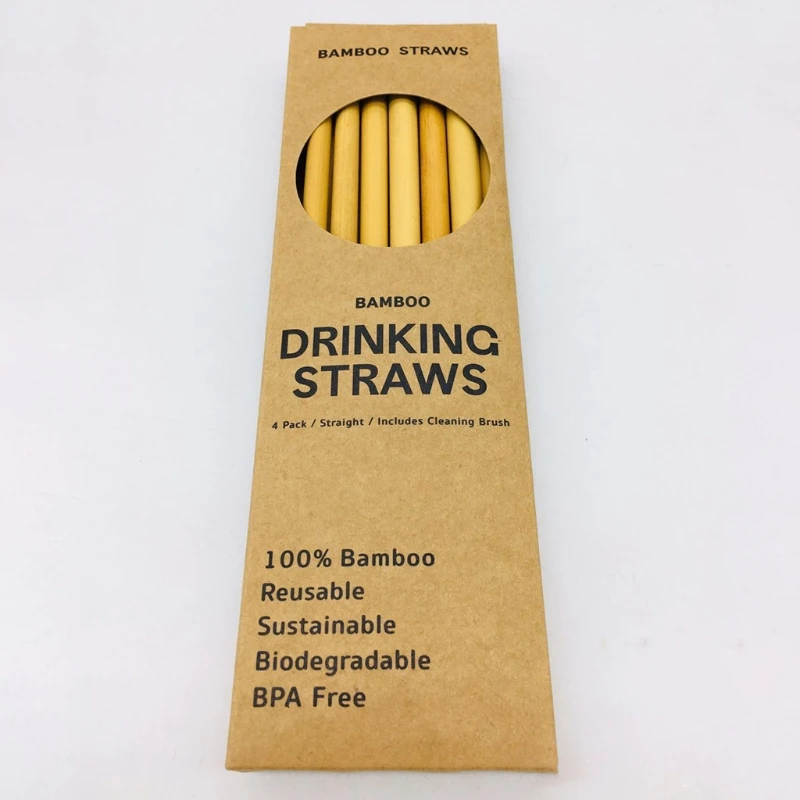 BAMBOO STRAWS
BAMBOO
DRINKING
STRAWS
4 Pack / Straight / Includes Cleaning Brush
100% Bamboo
Reusable
Sustainable
Biodegradable
BPA Free